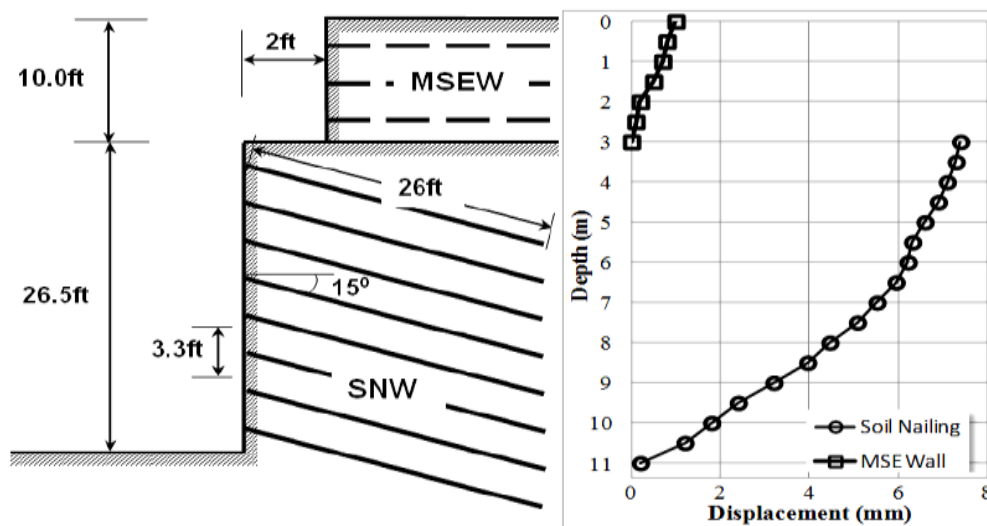 2ft
10.0ft
MSEW
26ft
26.5ft
15⁰
3.3ft
SNW
0
1
2
3
4
5
6
7
8
9
10
11
Depth (m)
Soil Nailing
MSE Wall
0 2 4 6 8
Displacement (mm)